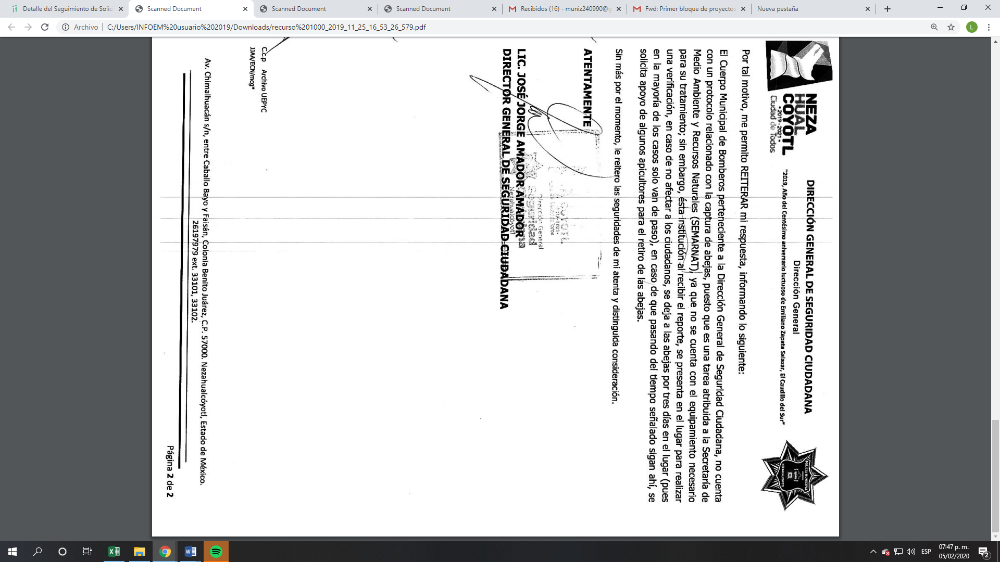 Detalle del Seguimiento de Solici
Scanned Document
Scanned Document
Scanned Document
Recibidos (16) - muniz240990@g
Fwd: Primer bloque de proyectos
Nueva pestaña
Archivo
C:/Users/INFOEM%20usuario%202019/Downloads/recurso%201000_2019_11_25_16_53_26_579.pdf
L
NEZA
HUAL
COYOTL
•2019-2021•
Ciudad de Todos
DIRECCIÓN GENERAL DE SEGURIDAD CIUDADANA
Dirección General
"2019, Año del Centésimo aniversario luctuoso de Emiliano Zapata Salazar, El Caudillo del Sur"
POLICIA MUNICIPAL
NEZAHUALCOYOTL
Por tal motivo, me permito REITERAR mi respuesta, informando lo siguiente:
El Cuerpo Municipal de Bomberos perteneciente a la Dirección General de Seguridad Ciudadana, no cuenta
con un protocolo relacionado con la captura de abejas, puesto que es una tarea atribuida a la Secretaría de
Medio Ambiente y Recursos Naturales (SEMARNAT), ya que no se cuenta con el equipamiento necesario
para su tratamiento; sin embargo, ésta institución al recibir el reporte, se presenta en el lugar para realizar
una verificación, en caso de no afectar a los ciudadanos, se deja a las abejas por tres días en el lugar (pues
en la mayoría de los casos solo van de paso), en caso de que pasando del tiempo señalado sigan ahí, se
solicita apoyo de algunos apicultores para el retiro de las abejas.
Sin más por el momento, le reitero las seguridades de mi atenta y distinguida consideración.
ATENTAMENTE
Dirección General
Seguridad
Nezahualcóyotl
LIC. JOSÉ JORGE AMADOR AMADOR
DIRECTOR GENERAL DE SEGURIDAD CIUDADANA
C.c.p Archivo UEPYC
JJAA/ECN/mcg*
Av. Chimalhuacán s/n, entre Caballo Bayo y Faisán, Colonia Benito Juárez, C.P. 57000. Nezahualcóyotl, Estado de México.
26197979 ext. 33101, 33102.
Página 2 de 2
ESP
07:47 p. m.
05/02/2020
2